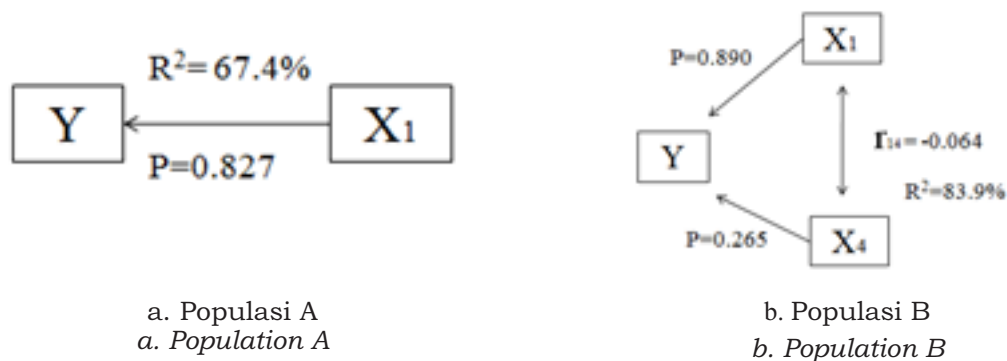 R²= 67.4%
Y
X₁
P=0.827
a. Populasi A
a. Population A
X₁
P=0.890
Y
r₁₄ = -0.064
R²=83.9%
P=0.265
X₄
b. Populasi B
b. Population B